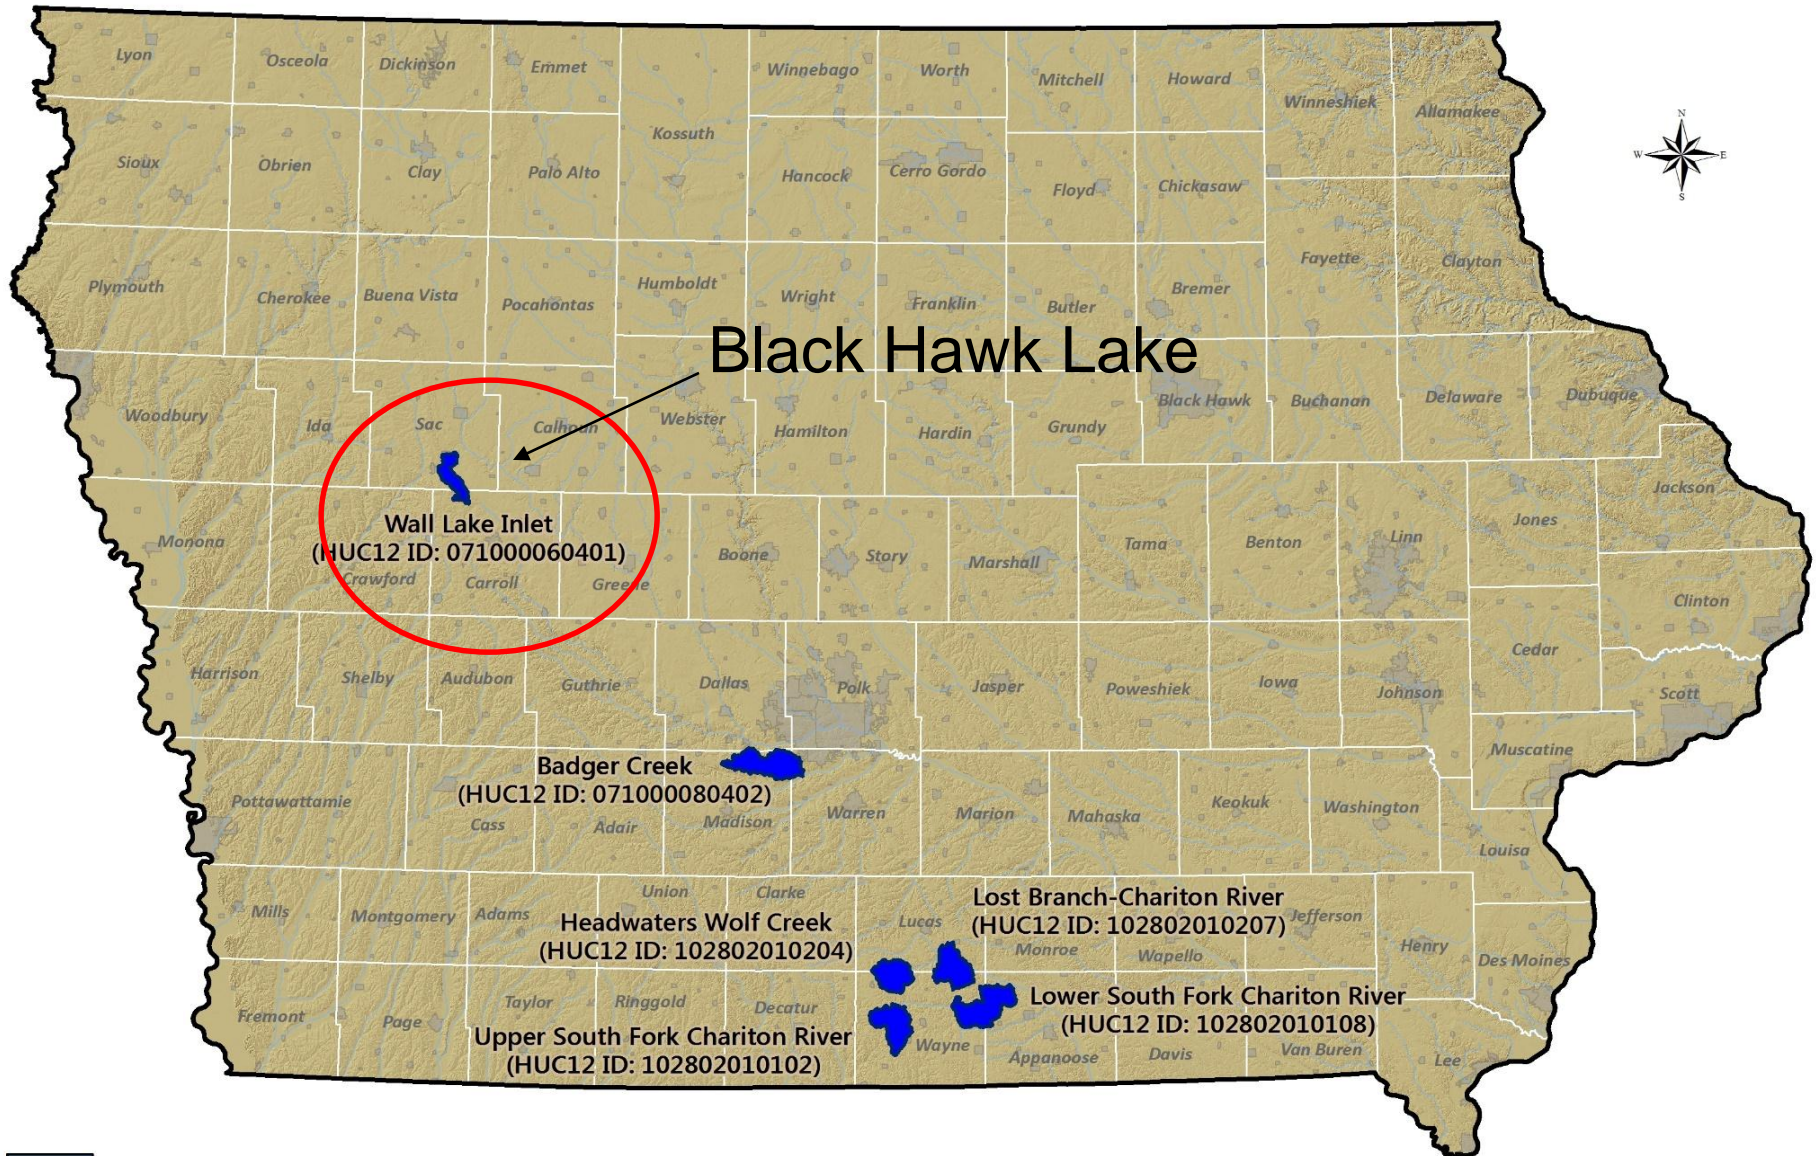 Lyon
Osceola
Dickinson
Emmet
Winnebago
Worth
Mitchell
Howard
Winneshiek
Allamakee
N
W E
S
Kossuth
Sioux
Obrien
Clay
Palo Alto
Hancock
Cerro Gordo
Floyd
Chickasaw
Plymouth
Cherokee
Buena Vista
Pocahontas
Humboldt
Wright
Franklin
Butler
Bremer
Fayette
Clayton
Black Hawk Lake
Woodbury
Ida
Sac
Calhoun
Webster
Hamilton
Hardin
Grundy
Black Hawk
Buchanan
Delaware
Dubuque
Wall Lake Inlet
(HUC12 ID: 071000060401)
Monona
Crawford
Carroll
Greene
Boone
Story
Marshall
Tama
Benton
Linn
Jones
Jackson
Clinton
Harrison
Shelby
Audubon
Guthrie
Dallas
Polk
Jasper
Poweshiek
Iowa
Johnson
Cedar
Scott
Muscatine
Badger Creek
(HUC12 ID: 071000080402)
Pottawattamie
Cass
Adair
Madison
Warren
Marion
Mahaska
Keokuk
Washington
Louisa
Mills
Montgomery
Adams
Union
Clarke
Lucas
Lost Branch-Chariton River
(HUC12 ID: 102802010207)
Headwaters Wolf Creek
(HUC12 ID: 102802010204)
Monroe
Wapello
Jefferson
Henry
Des Moines
Fremont
Page
Taylor
Ringgold
Decatur
Lower South Fork Chariton River
(HUC12 ID: 102802010108)
Upper South Fork Chariton River
(HUC12 ID: 102802010102)
Wayne
Appanoose
Davis
Van Buren
Lee